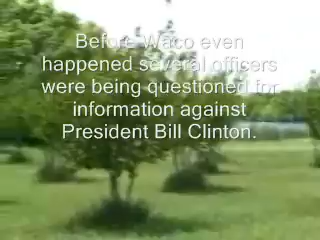 Before Waco even
happened several officers
were being questioned for
information against
President Bill Clinton.